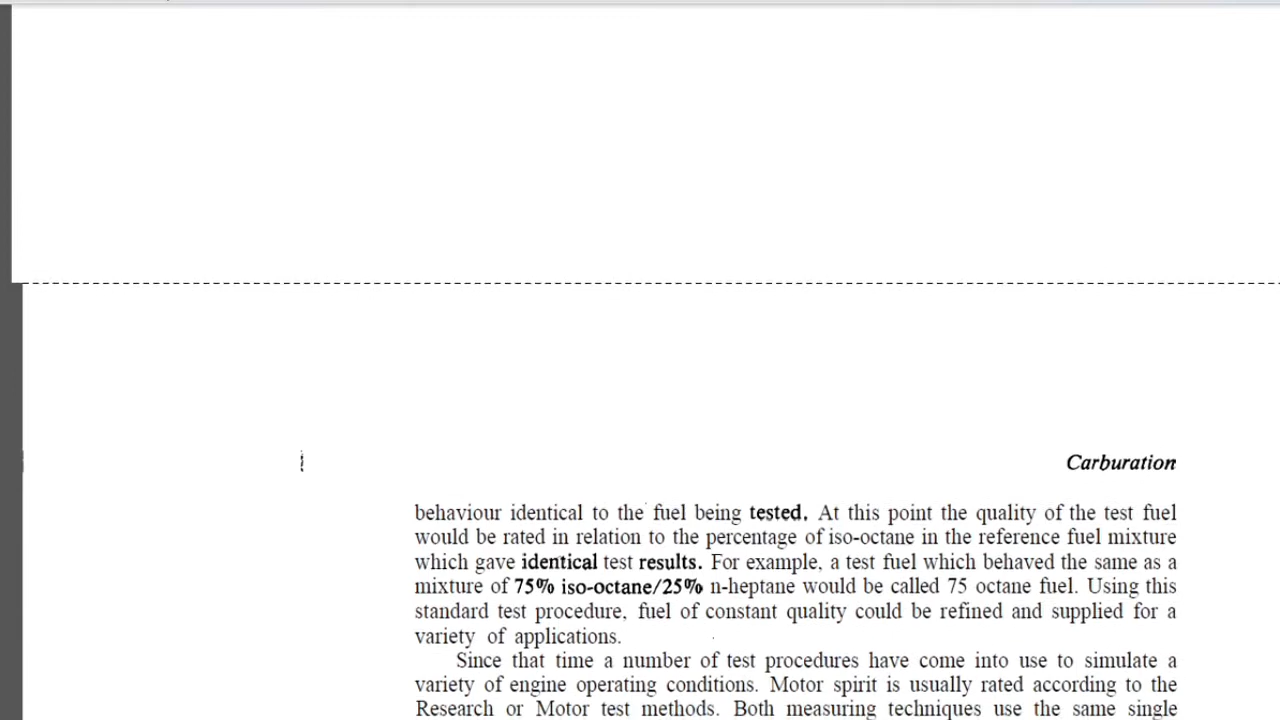 Carburation
behaviour identical to the fuel being tested. At this point the quality of the test fuel
would be rated in relation to the percentage of iso-octane in the reference fuel mixture
which gave identical test results. For example, a test fuel which behaved the same as a
mixture of 75% iso-octane/25% n-heptane would be called 75 octane fuel. Using this
standard test procedure, fuel of constant quality could be refined and supplied for a
variety of applications.
Since that time a number of test procedures have come into use to simulate a
variety of engine operating conditions. Motor spirit is usually rated according to the
Research or Motor test methods. Both measuring techniques use the same single